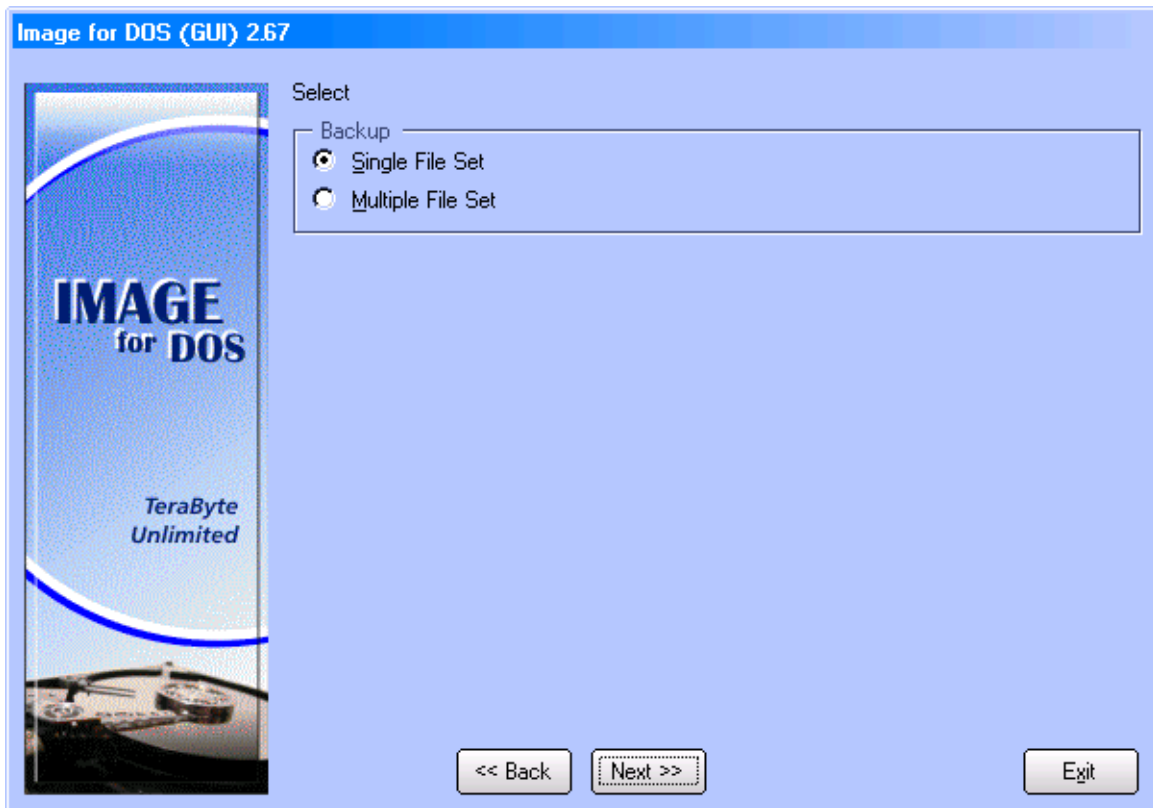 Image for DOS (GUI) 2.67
IMAGE
for DOS
TeraByte
Unlimited
Select
Backup
Single File Set
Multiple File Set
<< Back
Next >>
Exit